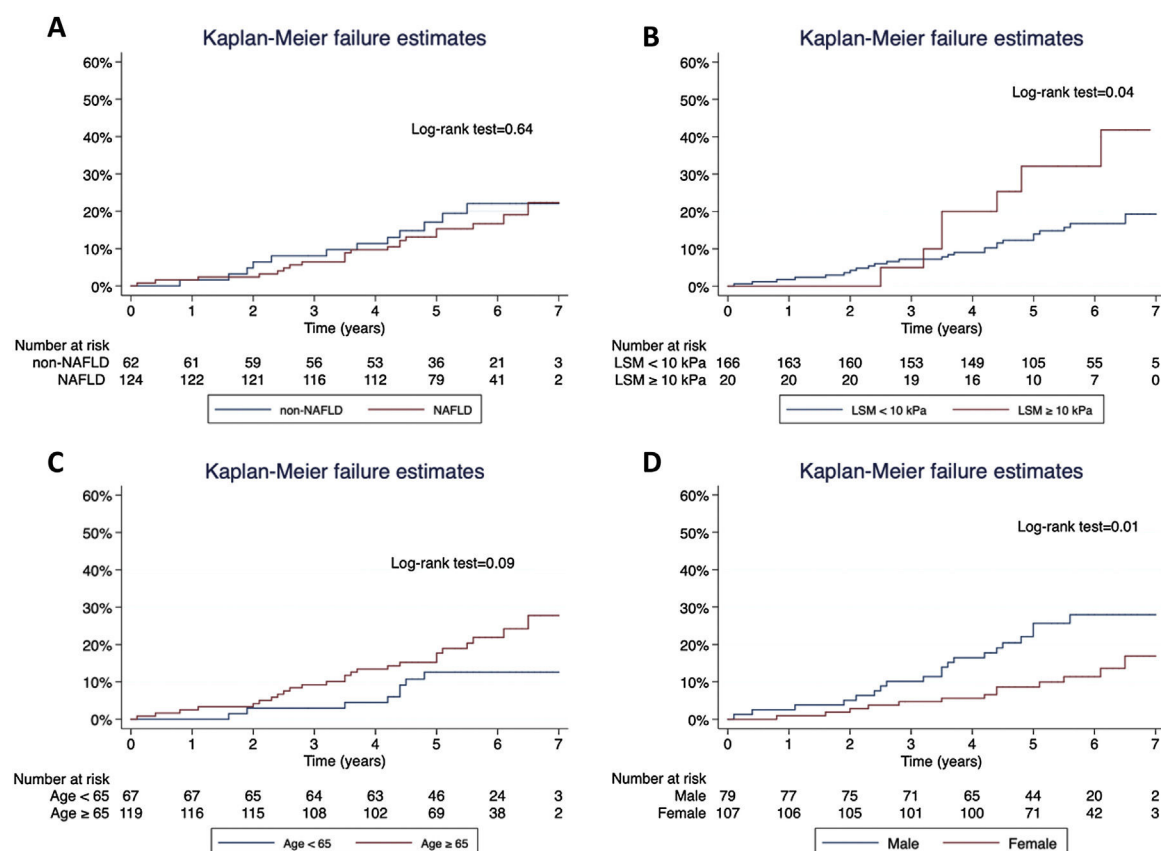 A
Kaplan-Meier failure estimates
60%
50%
40%
30%
20%
10%
0%
Log-rank test=0.64
0 1 2 3 4 5 6 7
Time (years)
Number at risk
non-NAFLD 62 61 59 56 53 36 21 3
NAFLD 124 122 121 116 112 79 41 2
non-NAFLD NAFLD
B
Kaplan-Meier failure estimates
60%
50%
40%
30%
20%
10%
0%
Log-rank test=0.04
0 1 2 3 4 5 6 7
Time (years)
Number at risk
LSM < 10 kPa 166 163 160 153 149 105 55 5
LSM ≥ 10 kPa 20 20 20 19 16 10 7 0
LSM < 10 kPa LSM ≥ 10 kPa
C
Kaplan-Meier failure estimates
60%
50%
40%
30%
20%
10%
0%
Log-rank test=0.09
0 1 2 3 4 5 6 7
Time (years)
Number at risk
Age < 65 67 67 65 64 63 46 24 3
Age ≥ 65 119 116 115 108 102 69 38 2
Age < 65 Age ≥ 65
D
Kaplan-Meier failure estimates
60%
50%
40%
30%
20%
10%
0%
Log-rank test=0.01
0 1 2 3 4 5 6 7
Time (years)
Number at risk
Male 79 77 75 71 65 44 20 2
Female 107 106 105 101 100 71 42 3
Male Female